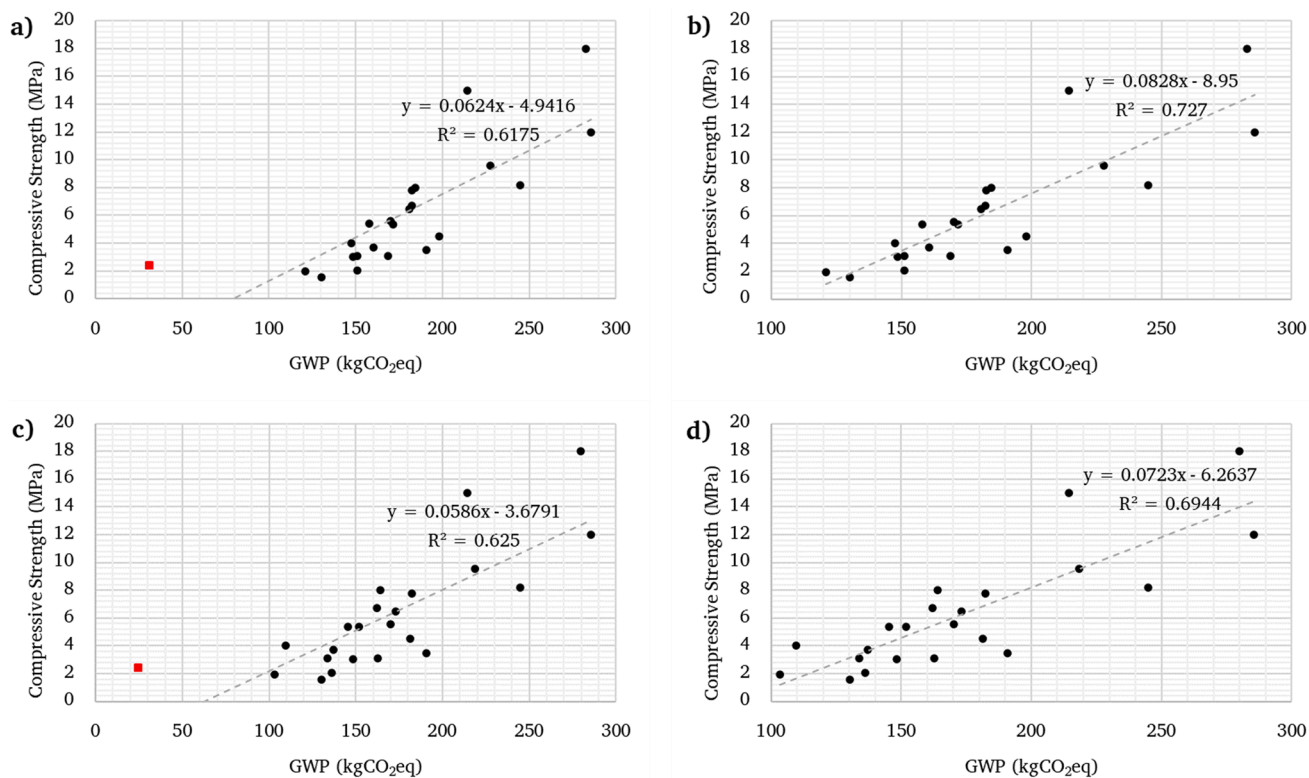 a)
20
18
16
14
12
10
8
6
4
2
0
Compressive Strength (MPa)
y = 0.0624x - 4.9416
R² = 0.6175
0 50 100 150 200 250 300
GWP (kgCO₂eq)
b)
20
18
16
14
12
10
8
6
4
2
0
Compressive Strength (MPa)
y = 0.0828x - 8.95
R² = 0.727
100 150 200 250 300
GWP (kgCO₂eq)
c)
20
18
16
14
12
10
8
6
4
2
0
Compressive Strength (MPa)
y = 0.0586x - 3.6791
R² = 0.625
0 50 100 150 200 250 300
GWP (kgCO₂eq)
d)
20
18
16
14
12
10
8
6
4
2
0
Compressive Strength (MPa)
y = 0.0723x - 6.2637
R² = 0.6944
100 150 200 250 300
GWP (kgCO₂eq)